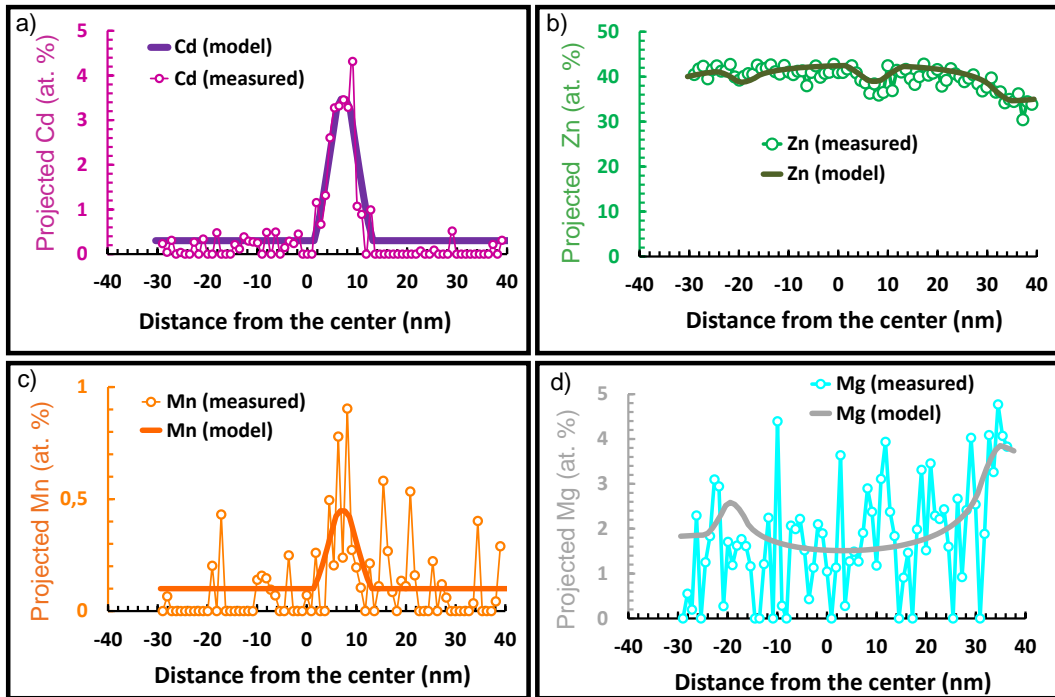 a)
Projected Cd (at. %)
5
4
3
2
1
0
Cd (model)
Cd (measured)
-40 -30 -20 -10 0 10 20 30 40
Distance from the center (nm)
b)
Projected Zn (at. %)
50
40
30
20
10
0
Zn (measured)
Zn (model)
-40 -30 -20 -10 0 10 20 30 40
Distance from the center (nm)
c)
Projected Mn (at. %)
1
0,5
0
Mn (measured)
Mn (model)
-40 -30 -20 -10 0 10 20 30 40
Distance from the center (nm)
d)
Projected Mg (at. %)
5
4
3
2
1
0
Mg (measured)
Mg (model)
-40 -30 -20 -10 0 10 20 30 40
Distance from the center (nm)